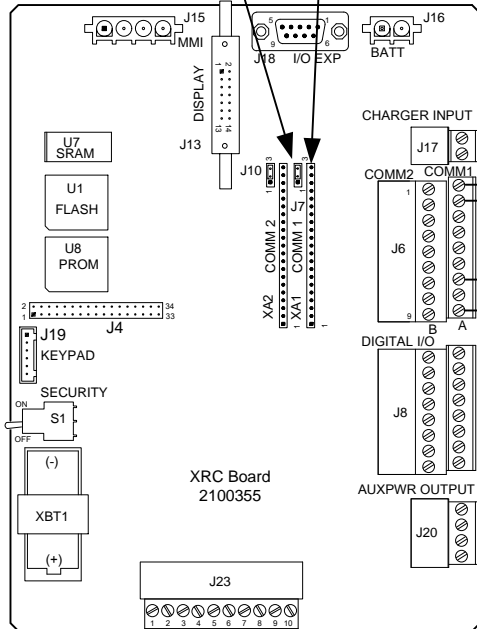 J15
MMI
5 1
9 6
J18 I/O EXP
J16
BATT
DISPLAY
1 2
13 14
J13
CHARGER INPUT
J17
U7
SRAM
U1
FLASH
U8
PROM
J10
3
1
J7
3
1
COMM 2
COMM 1
XA2
XA1
1
1
COMM2 COMM1
1
J6
9
B A
2 34
1 33
J4
J19
KEYPAD
DIGITAL I/O
J8
SECURITY
ON
S1
OFF
(-)
XBT1
(+)
XRC Board
2100355
AUXPWR OUTPUT
J20
J23
1 2 3 4 5 6 7 8 9 10